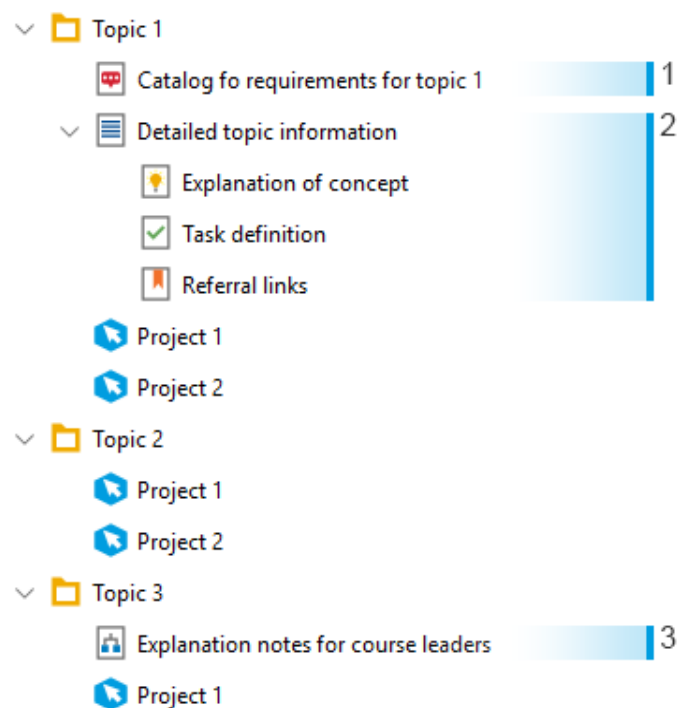 Topic 1
Catalog fo requirements for topic 1 1
Detailed topic information 2
Explanation of concept
Task definition
Referral links
Project 1
Project 2
Topic 2
Project 1
Project 2
Topic 3
Explanation notes for course leaders 3
Project 1